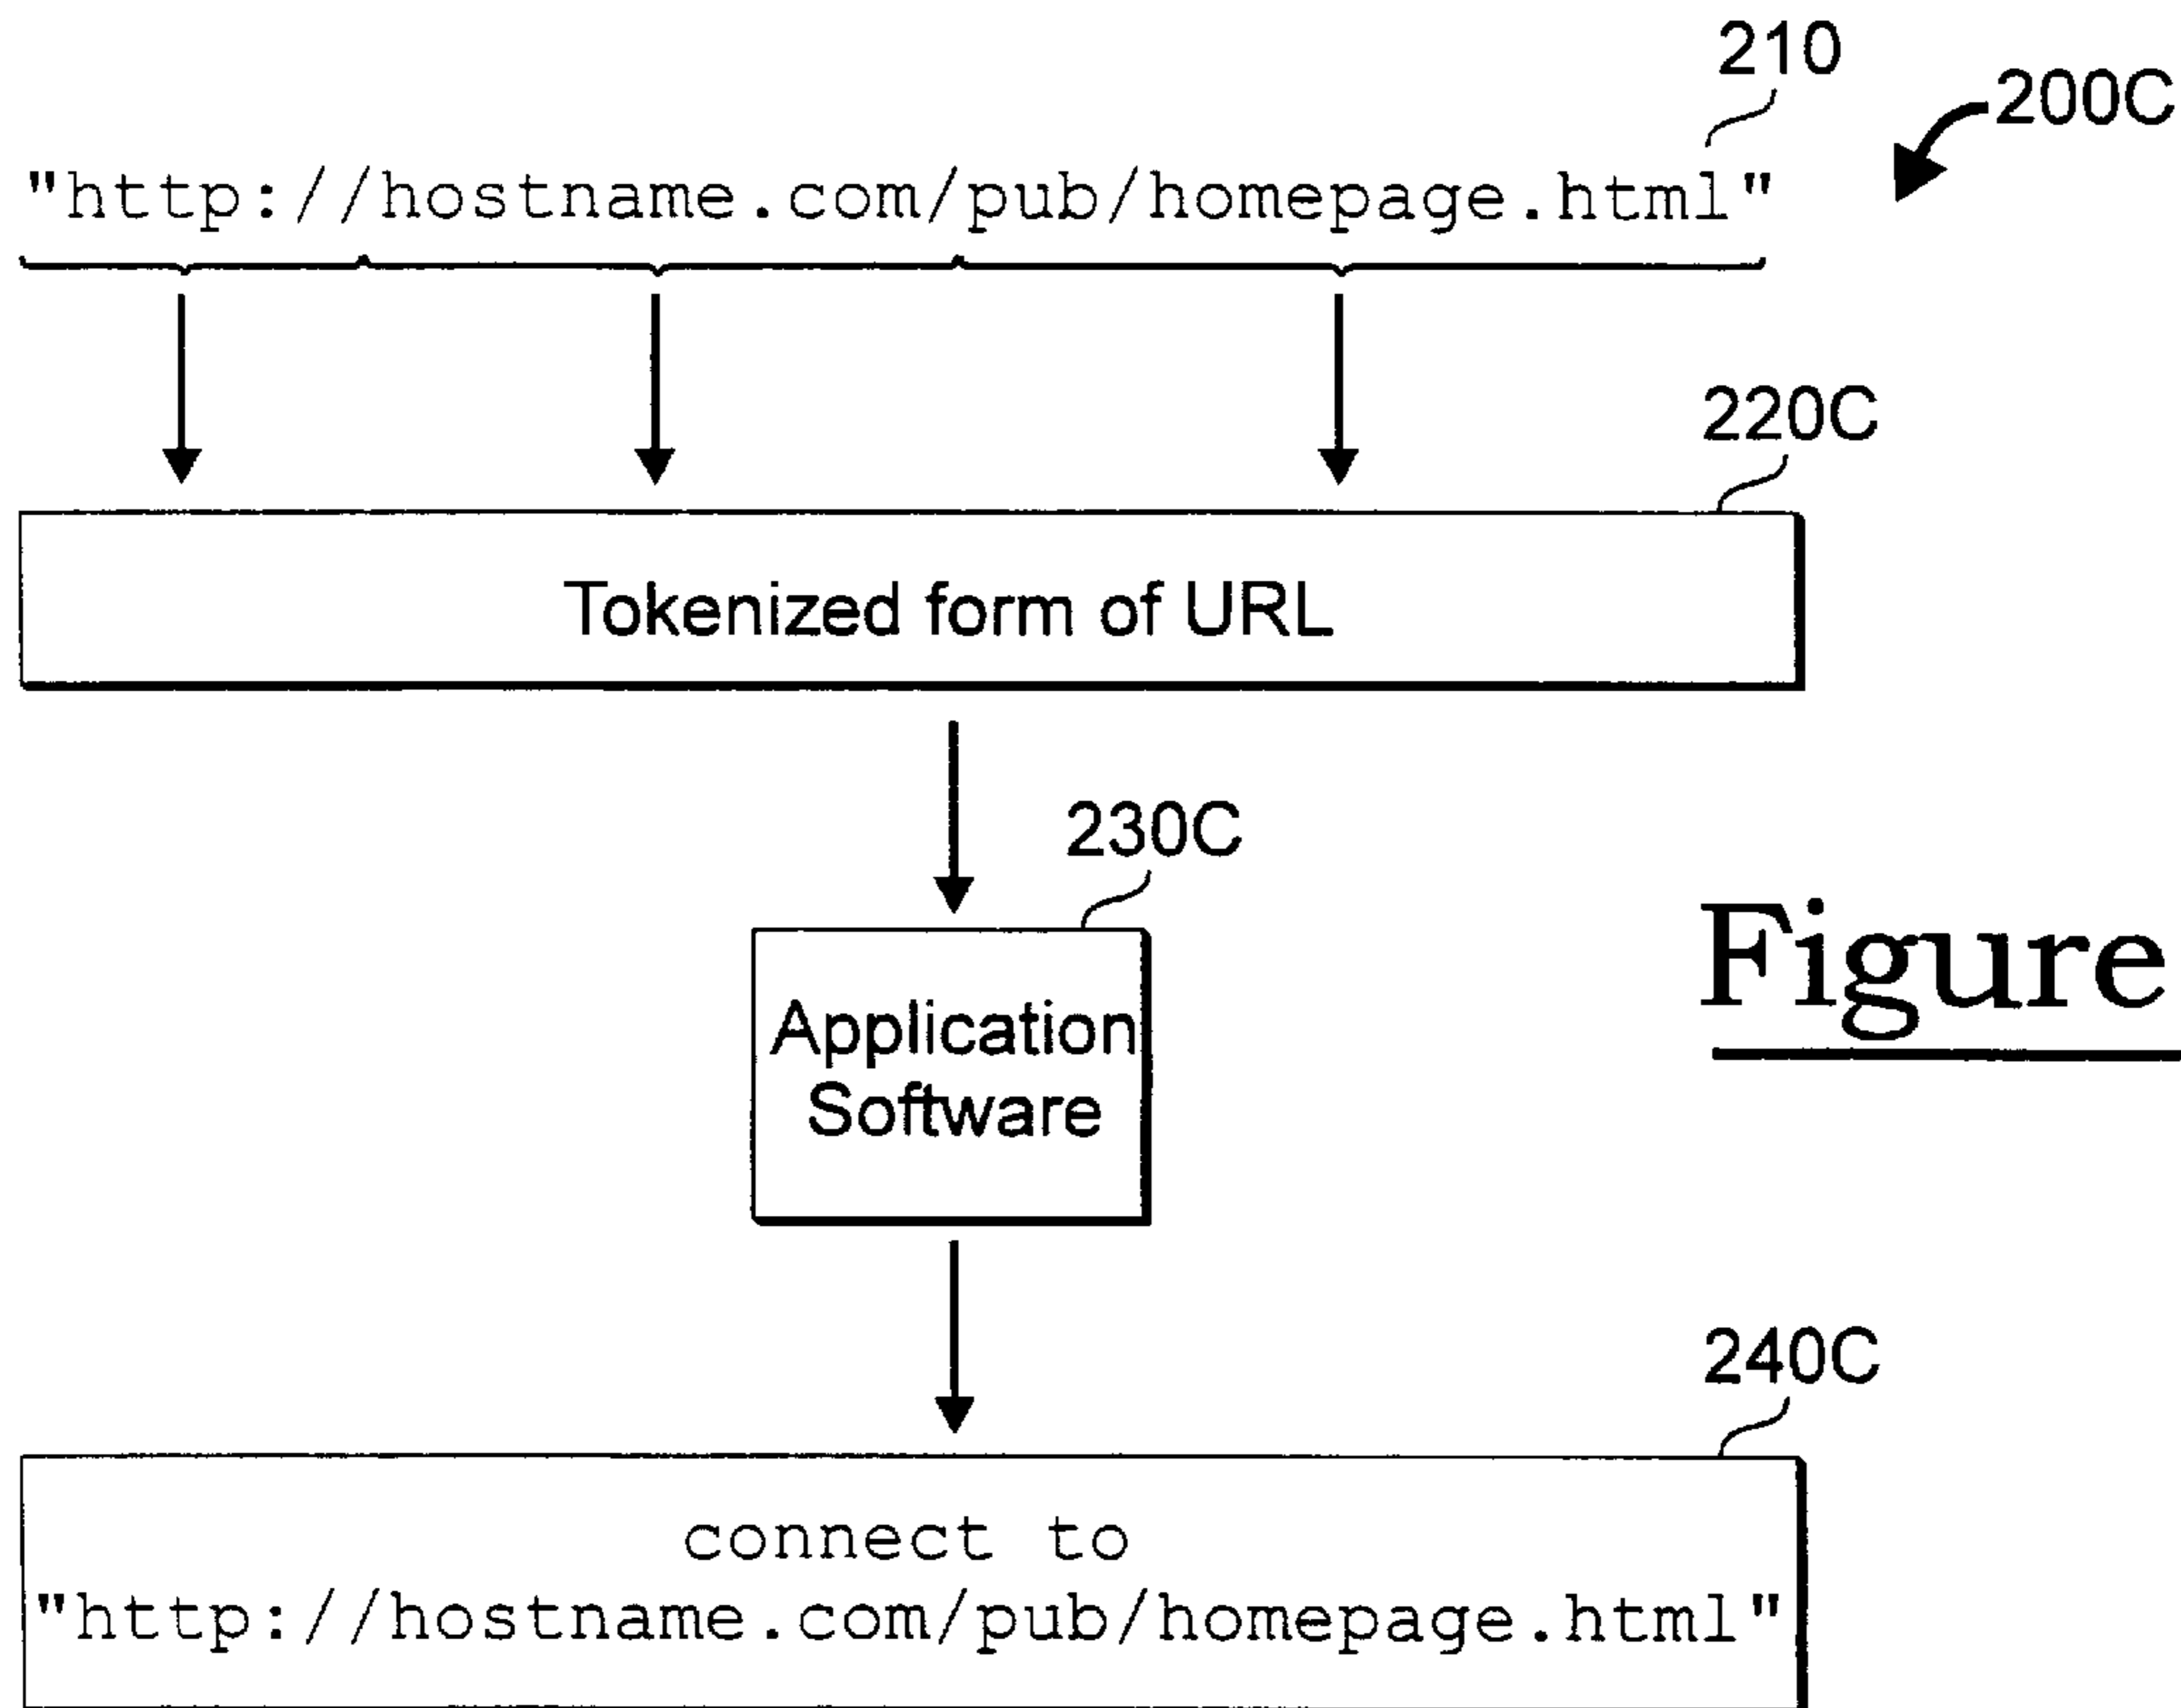 210
200C
"http://hostname.com/pub/homepage.html"
220C
Tokenized form of URL
230C
Figure
Application
Software
240C
connect to
"http://hostname.com/pub/homepage.html"